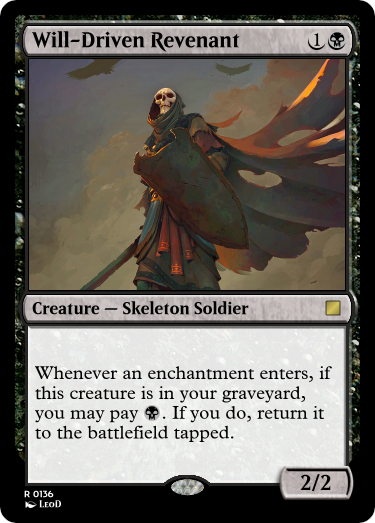 Will-Driven Revenant 1
Creature — Skeleton Soldier
Whenever an enchantment enters, if
this creature is in your graveyard,
you may pay . If you do, return it
to the battlefield tapped.
2/2
R 0136
LeoD